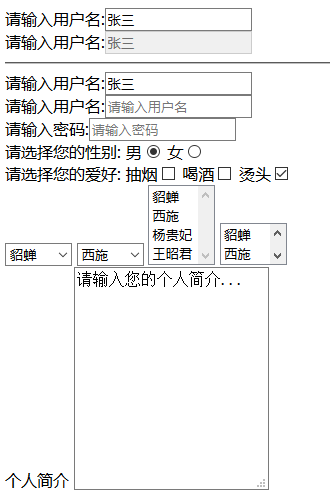 请输入用户名:张三
请输入用户名:张三
请输入用户名:张三
请输入用户名:请输入用户名
请输入密码:请输入密码
请选择您的性别: 男 女
请选择您的爱好: 抽烟 喝酒 烫头
貂蝉 西施
貂蝉
西施
杨贵妃
王昭君
貂蝉
西施
请输入您的个人简介...
个人简介